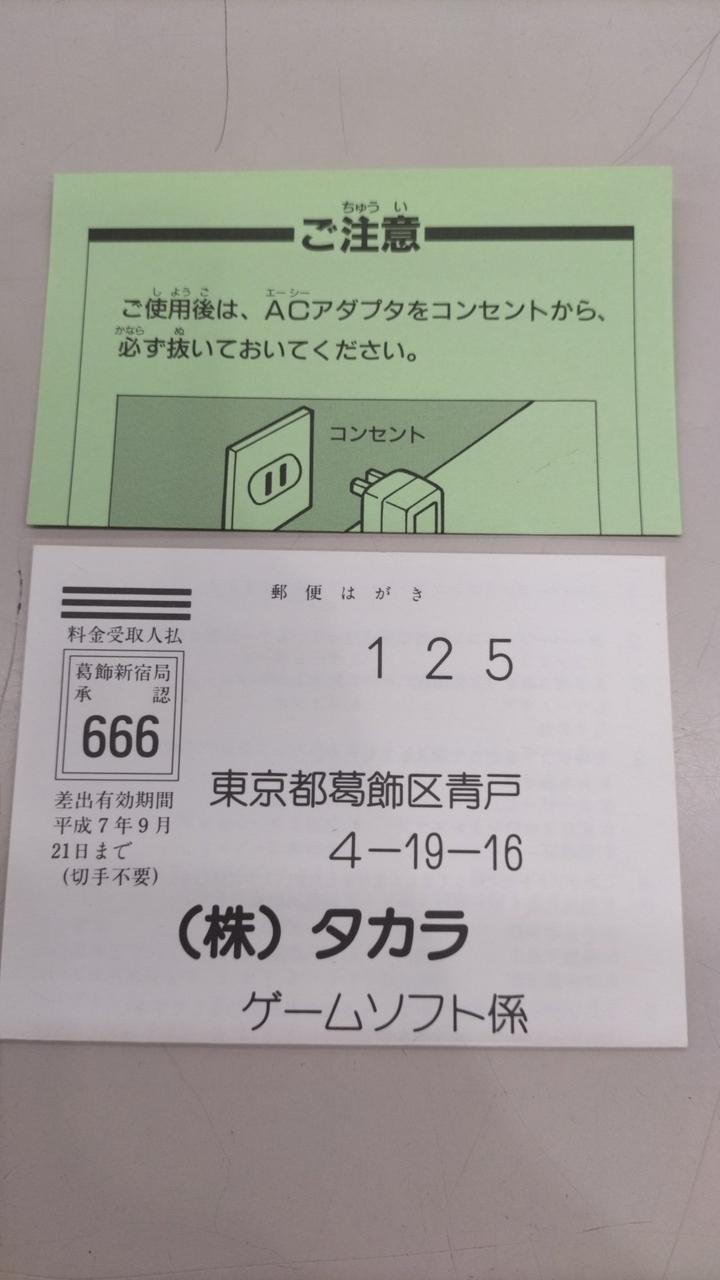 ご注意
ちゅう い
ご使用後は、ACアダプタをコンセントから、
し よう ご エーシー
必ず抜いておいてください。
かなら ぬ
コンセント
郵便はがき
料金受取人払
葛飾新宿局
承 認
666
差出有効期間
平成7年9月
21日まで
(切手不要)
125
東京都葛飾区青戸
4-19-16
(株)タカラ
ゲームソフト係